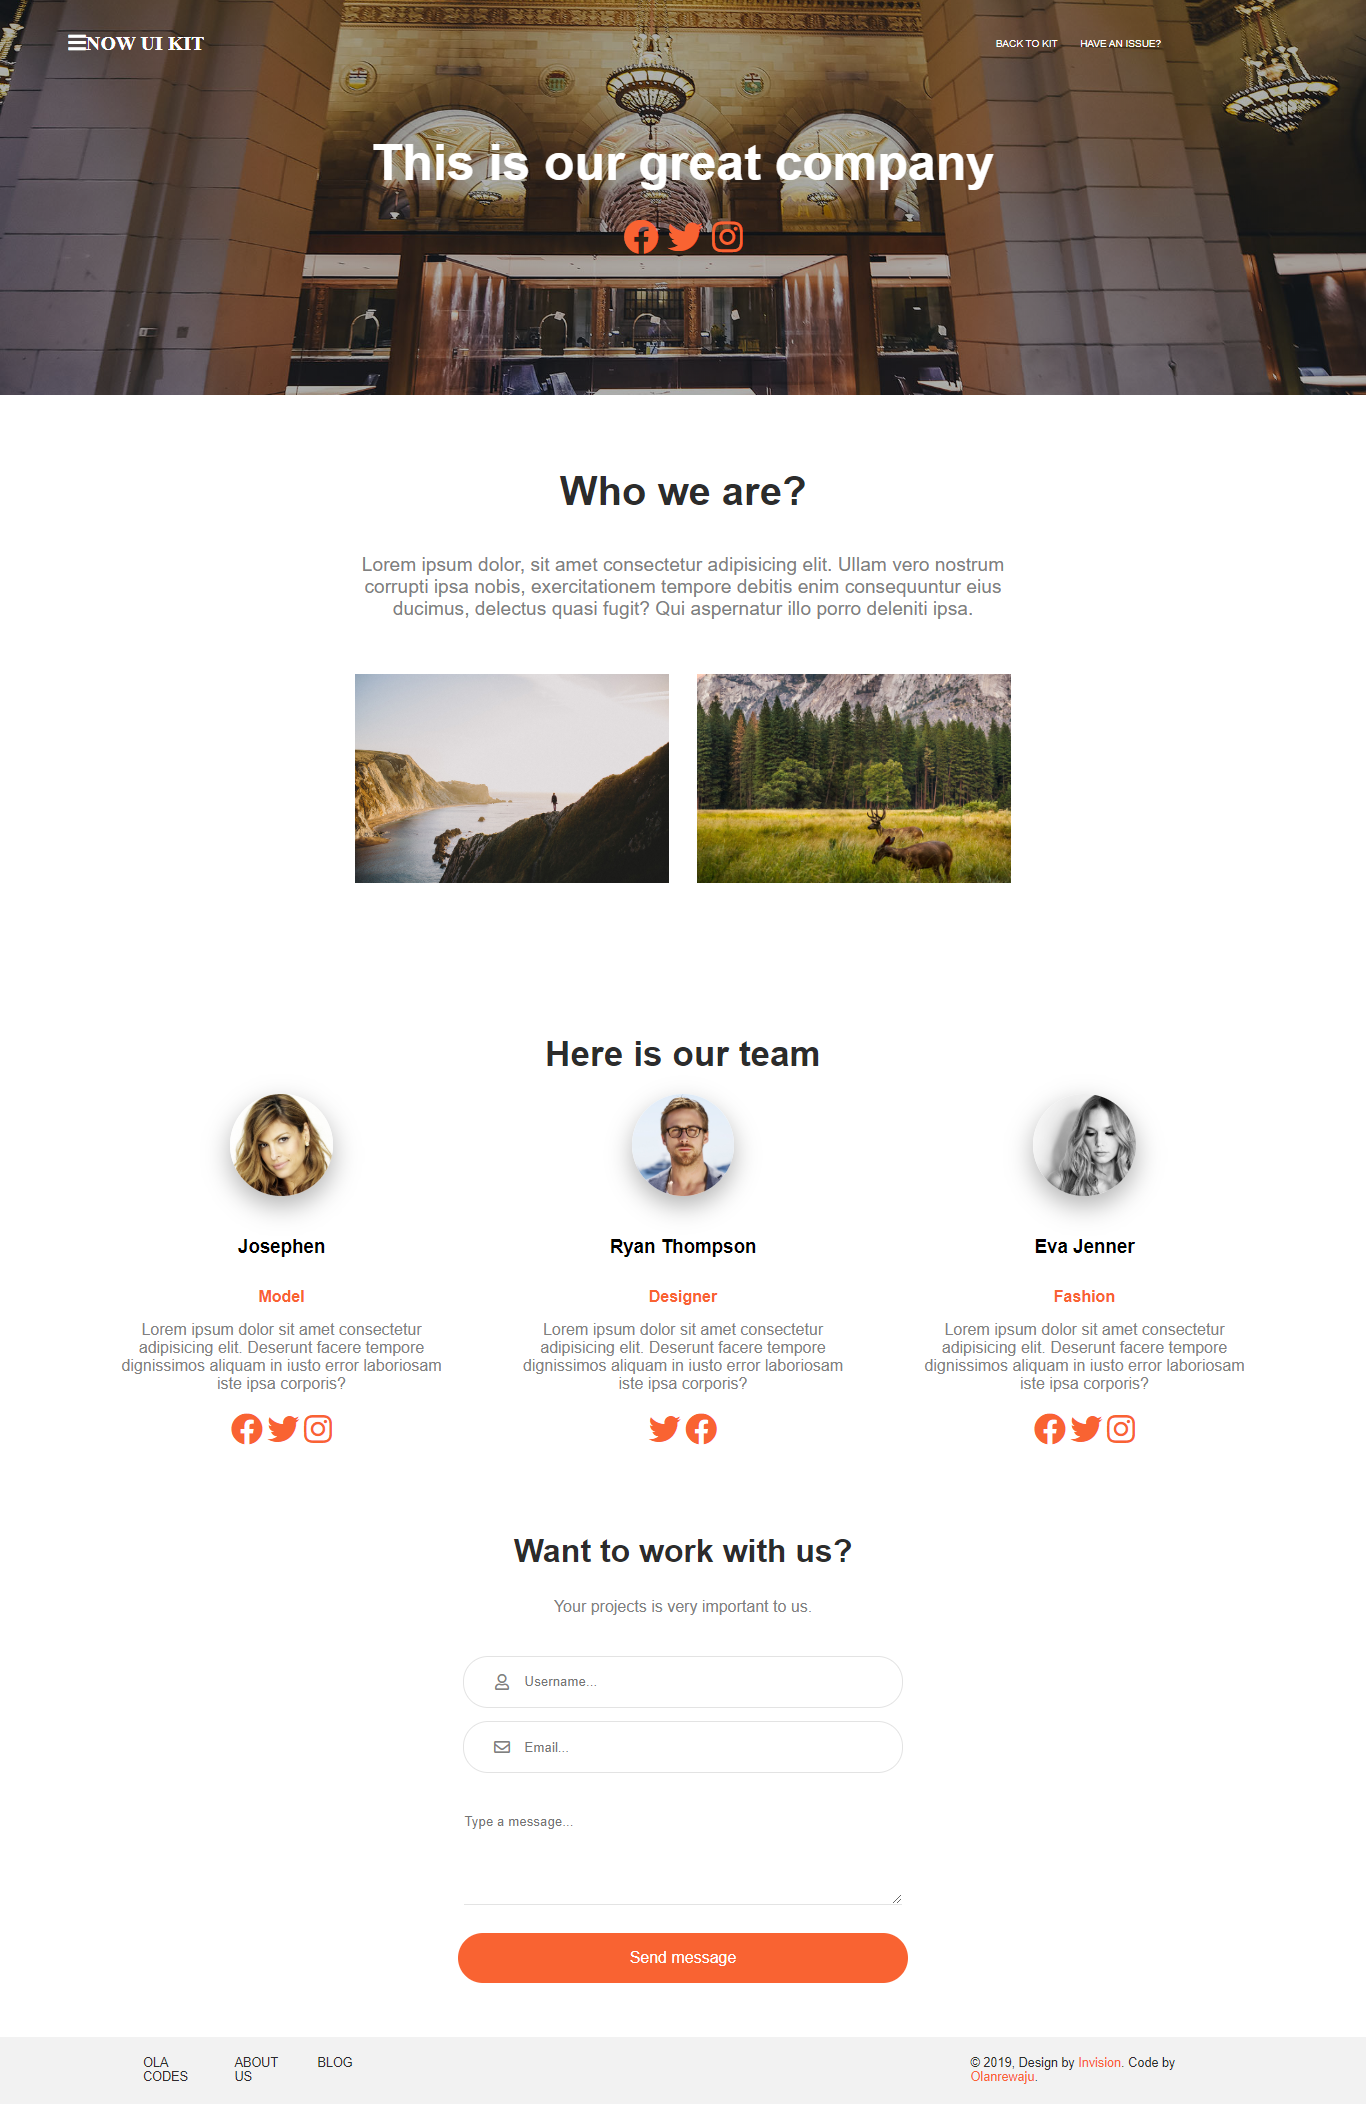 NOW UI KIT
BACK TO KIT
HAVE AN ISSUE?
This is our great company
Who we are?
Lorem ipsum dolor, sit amet consectetur adipisicing elit. Ullam vero nostrum
corrupti ipsa nobis, exercitationem tempore debitis enim consequuntur eius
ducimus, delectus quasi fugit? Qui aspernatur illo porro deleniti ipsa.
Here is our team
Josephen
Model
Lorem ipsum dolor sit amet consectetur
adipisicing elit. Deserunt facere tempore
dignissimos aliquam in iusto error laboriosam
iste ipsa corporis?
Ryan Thompson
Designer
Lorem ipsum dolor sit amet consectetur
adipisicing elit. Deserunt facere tempore
dignissimos aliquam in iusto error laboriosam
iste ipsa corporis?
Eva Jenner
Fashion
Lorem ipsum dolor sit amet consectetur
adipisicing elit. Deserunt facere tempore
dignissimos aliquam in iusto error laboriosam
iste ipsa corporis?
Want to work with us?
Your projects is very important to us.
Username...
Email...
Type a message...
Send message
OLA
CODES
ABOUT
US
BLOG
© 2019, Design by Invision. Code by
Olanrewaju.